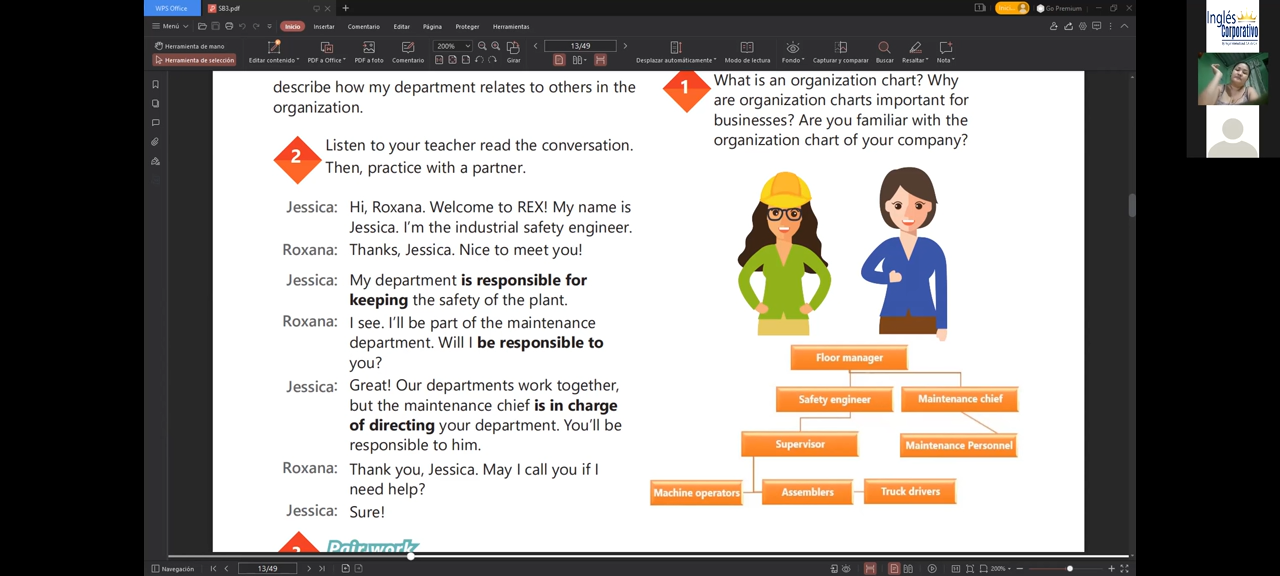 WPS Office
SB3.pdf
Go Premium
Menú
Inicio
Insertar
Comentario
Editar
Página
Proteger
Herramientas
Herramienta de mano
Herramienta de selección
Editar contenido
PDF a Office
PDF a foto
Comentario
200%
Girar
13/49
Desplazar automáticamente
Modo de lectura
Fondo
Capturar y comparar
Buscar
Resaltar
Nota
Inglés
Corporativo
describe how my department relates to others in the
organization.
2
Listen to your teacher read the conversation.
Then, practice with a partner.
Jessica: Hi, Roxana. Welcome to REX! My name is
Jessica. I'm the industrial safety engineer.
Roxana: Thanks, Jessica. Nice to meet you!
Jessica: My department is responsible for
keeping the safety of the plant.
Roxana: I see. I'll be part of the maintenance
department. Will I be responsible to
you?
Jessica: Great! Our departments work together,
but the maintenance chief is in charge
of directing your department. You'll be
responsible to him.
Roxana: Thank you, Jessica. May I call you if I
need help?
Jessica: Sure!
3
Pair work
1
What is an organization chart? Why
are organization charts important for
businesses? Are you familiar with the
organization chart of your company?
Floor manager
Safety engineer
Maintenance chief
Supervisor
Maintenance Personnel
Machine operators
Assemblers
Truck drivers
Navegación
13/49
200%